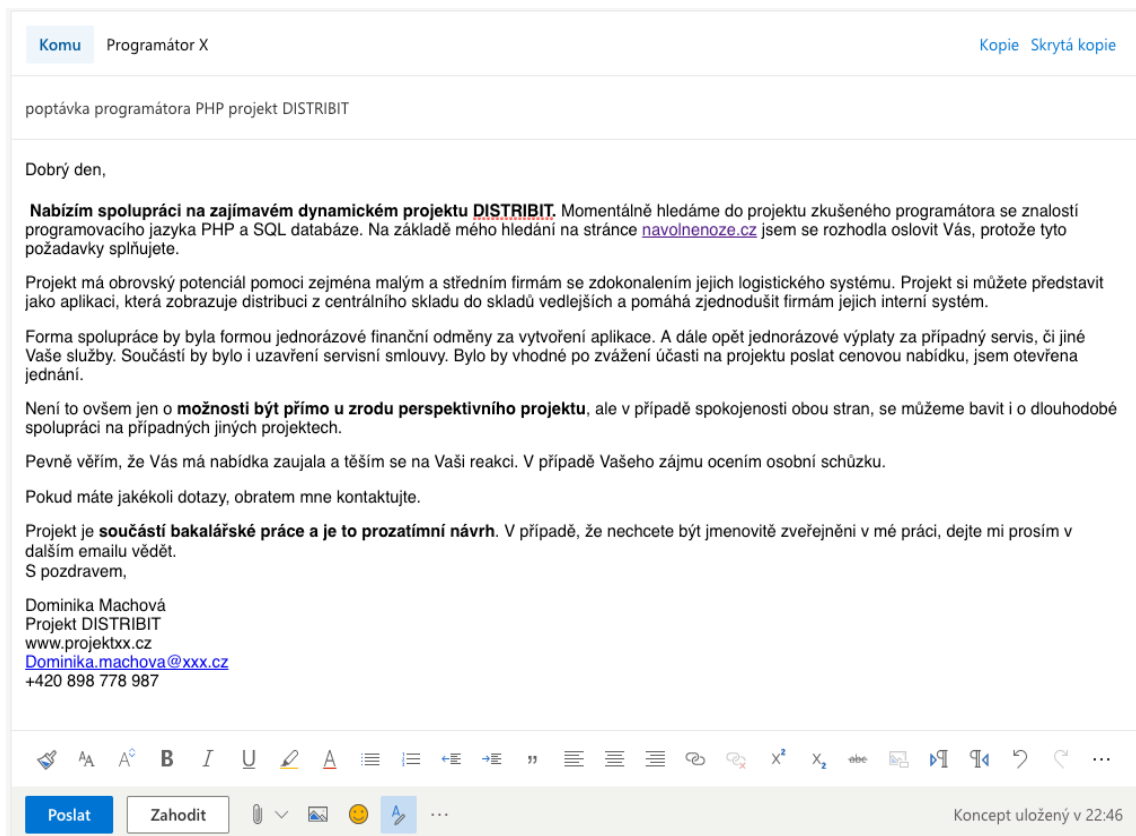 Komu Programátor X Kopie Skrytá kopie
poptávka programátora PHP projekt DISTRIBIT
Dobrý den,
Nabízím spolupráci na zajímavém dynamickém projektu DISTRIBIT. Momentálně hledáme do projektu zkušeného programátora se znalostí
programovacího jazyka PHP a SQL databáze. Na základě mého hledání na stránce navolnenoze.cz jsem se rozhodla oslovit Vás, protože tyto
požadavky splňujete.
Projekt má obrovský potenciál pomoci zejména malým a středním firmám se zdokonalením jejich logistického systému. Projekt si můžete představit
jako aplikaci, která zobrazuje distribuci z centrálního skladu do skladů vedlejších a pomáhá zjednodušit firmám jejich interní systém.
Forma spolupráce by byla formou jednorázové finanční odměny za vytvoření aplikace. A dále opět jednorázové výplaty za případný servis, či jiné
Vaše služby. Součástí by bylo i uzavření servisní smlouvy. Bylo by vhodné po zvážení účasti na projektu poslat cenovou nabídku, jsem otevřena
jednání.
Není to ovšem jen o možnosti být přímo u zrodu perspektivního projektu, ale v případě spokojenosti obou stran, se můžeme bavit i o dlouhodobé
spolupráci na případných jiných projektech.
Pevně věřím, že Vás má nabídka zaujala a těším se na Vaši reakci. V případě Vašeho zájmu ocením osobní schůzku.
Pokud máte jakékoli dotazy, obratem mne kontaktujte.
Projekt je součástí bakalářské práce a je to prozatímní návrh. V případě, že nechcete být jmenovitě zveřejněni v mé práci, dejte mi prosím v
dalším emailu vědět.
S pozdravem,
Dominika Machová
Projekt DISTRIBIT
www.projektxx.cz
Dominika.machova@xxx.cz
+420 898 778 987
Poslat Zahodit Koncept uložený v 22:46